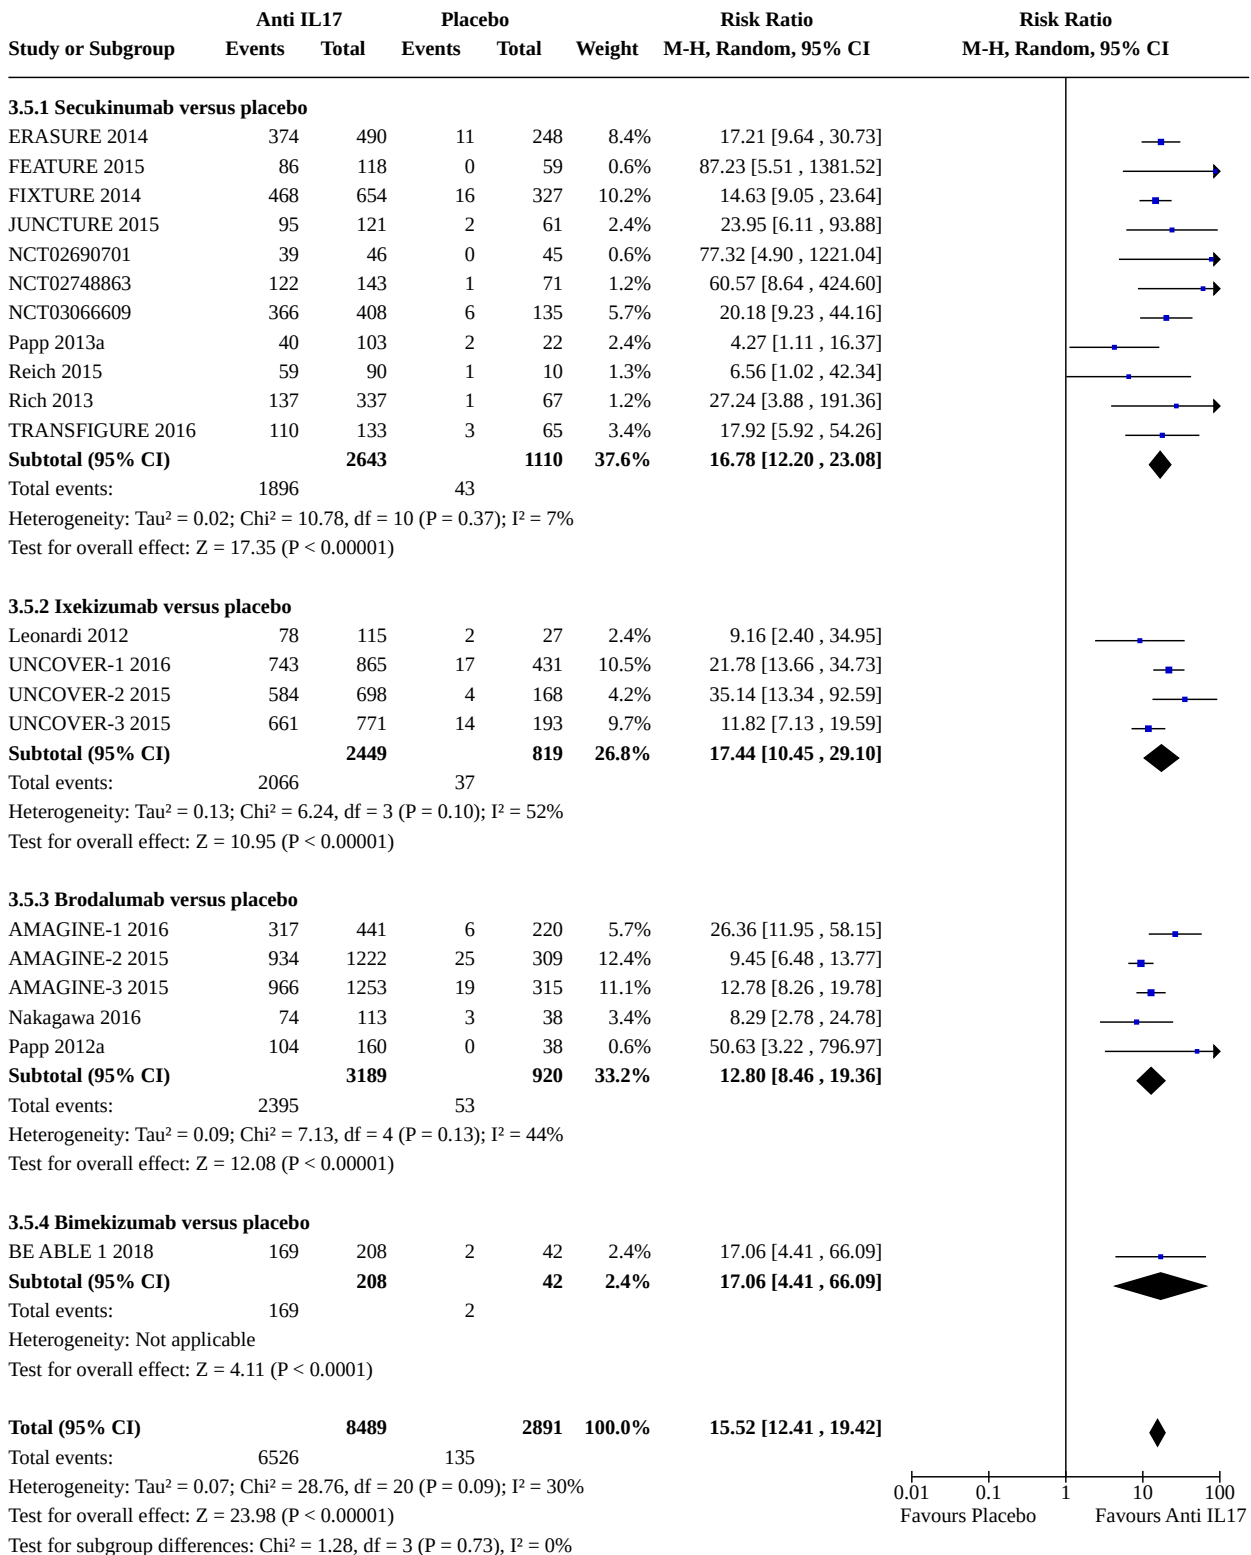 Anti IL17 Placebo Risk Ratio Risk Ratio
Study or Subgroup Events Total Events Total Weight M-H, Random, 95% CI M-H, Random, 95% CI
3.5.1 Secukinumab versus placebo
ERASURE 2014 374 490 11 248 8.4% 17.21 [9.64 , 30.73]
FEATURE 2015 86 118 0 59 0.6% 87.23 [5.51 , 1381.52]
FIXTURE 2014 468 654 16 327 10.2% 14.63 [9.05 , 23.64]
JUNCTURE 2015 95 121 2 61 2.4% 23.95 [6.11 , 93.88]
NCT02690701 39 46 0 45 0.6% 77.32 [4.90 , 1221.04]
NCT02748863 122 143 1 71 1.2% 60.57 [8.64 , 424.60]
NCT03066609 366 408 6 135 5.7% 20.18 [9.23 , 44.16]
Papp 2013a 40 103 2 22 2.4% 4.27 [1.11 , 16.37]
Reich 2015 59 90 1 10 1.3% 6.56 [1.02 , 42.34]
Rich 2013 137 337 1 67 1.2% 27.24 [3.88 , 191.36]
TRANSFIGURE 2016 110 133 3 65 3.4% 17.92 [5.92 , 54.26]
Subtotal (95% CI) 2643 1110 37.6% 16.78 [12.20 , 23.08]
Total events: 1896 43
Heterogeneity: Tau² = 0.02; Chi² = 10.78, df = 10 (P = 0.37); I² = 7%
Test for overall effect: Z = 17.35 (P < 0.00001)
3.5.2 Ixekizumab versus placebo
Leonardi 2012 78 115 2 27 2.4% 9.16 [2.40 , 34.95]
UNCOVER-1 2016 743 865 17 431 10.5% 21.78 [13.66 , 34.73]
UNCOVER-2 2015 584 698 4 168 4.2% 35.14 [13.34 , 92.59]
UNCOVER-3 2015 661 771 14 193 9.7% 11.82 [7.13 , 19.59]
Subtotal (95% CI) 2449 819 26.8% 17.44 [10.45 , 29.10]
Total events: 2066 37
Heterogeneity: Tau² = 0.13; Chi² = 6.24, df = 3 (P = 0.10); I² = 52%
Test for overall effect: Z = 10.95 (P < 0.00001)
3.5.3 Brodalumab versus placebo
AMAGINE-1 2016 317 441 6 220 5.7% 26.36 [11.95 , 58.15]
AMAGINE-2 2015 934 1222 25 309 12.4% 9.45 [6.48 , 13.77]
AMAGINE-3 2015 966 1253 19 315 11.1% 12.78 [8.26 , 19.78]
Nakagawa 2016 74 113 3 38 3.4% 8.29 [2.78 , 24.78]
Papp 2012a 104 160 0 38 0.6% 50.63 [3.22 , 796.97]
Subtotal (95% CI) 3189 920 33.2% 12.80 [8.46 , 19.36]
Total events: 2395 53
Heterogeneity: Tau² = 0.09; Chi² = 7.13, df = 4 (P = 0.13); I² = 44%
Test for overall effect: Z = 12.08 (P < 0.00001)
3.5.4 Bimekizumab versus placebo
BE ABLE 1 2018 169 208 2 42 2.4% 17.06 [4.41 , 66.09]
Subtotal (95% CI) 208 42 2.4% 17.06 [4.41 , 66.09]
Total events: 169 2
Heterogeneity: Not applicable
Test for overall effect: Z = 4.11 (P < 0.0001)
Total (95% CI) 8489 2891 100.0% 15.52 [12.41 , 19.42]
Total events: 6526 135
Heterogeneity: Tau² = 0.07; Chi² = 28.76, df = 20 (P = 0.09); I² = 30%
0.01 0.1 1 10 100
Test for overall effect: Z = 23.98 (P < 0.00001) Favours Placebo Favours Anti IL17
Test for subgroup differences: Chi² = 1.28, df = 3 (P = 0.73), I² = 0%